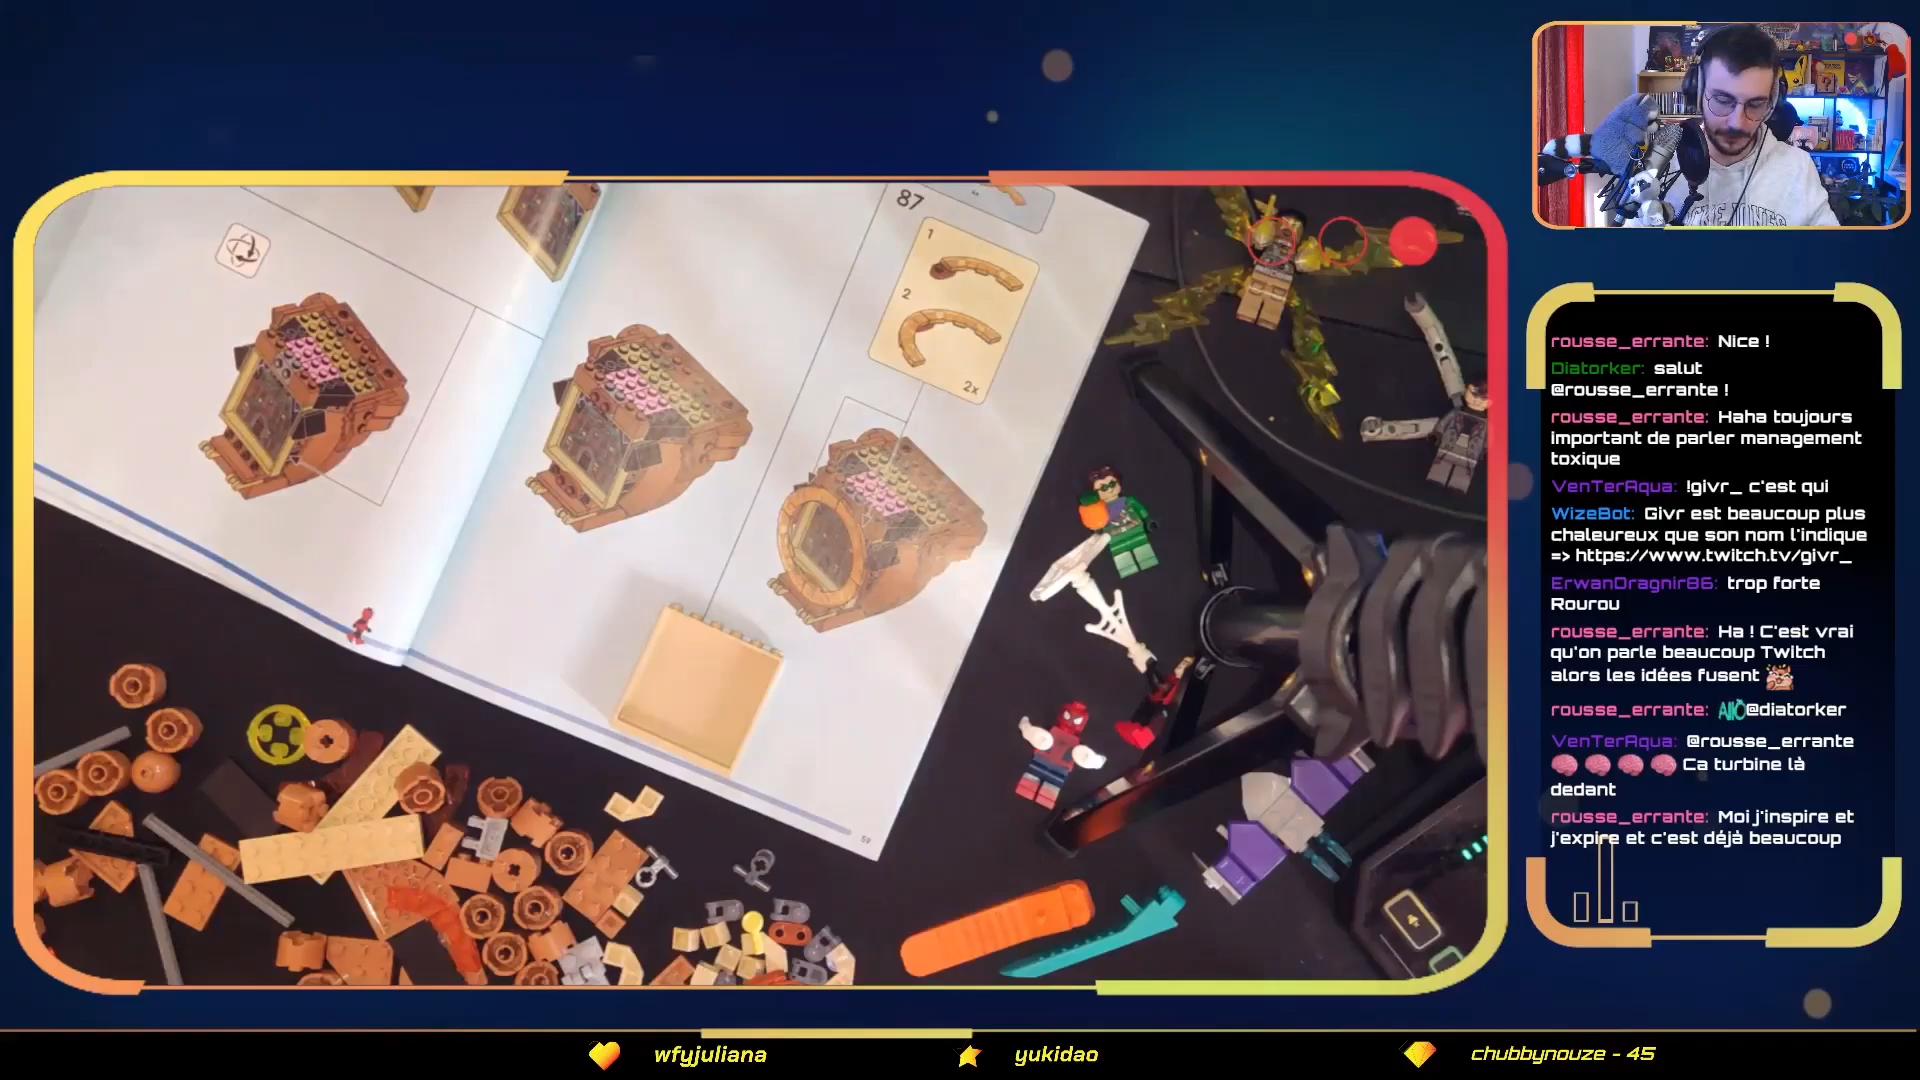 87
1
2
2x
59
rousse_errante: Nice !
Diatorker: salut
@rousse_errante !
rousse_errante: Haha toujours
important de parler management
toxique
VenTerAqua: !givr_ c'est qui
WizeBot: Givr est beaucoup plus
chaleureux que son nom l'indique
=> https://www.twitch.tv/givr_
ErwanDragnir86: trop forte
Rourou
rousse_errante: Ha ! C'est vrai
qu'on parle beaucoup Twitch
alors les idées fusent
rousse_errante: Allô @diatorker
VenTerAqua: @rousse_errante
Ca turbine là
dedant
rousse_errante: Moi j'inspire et
j'expire et c'est déjà beaucoup
wfyjuliana
yukidao
chubbynouze - 45